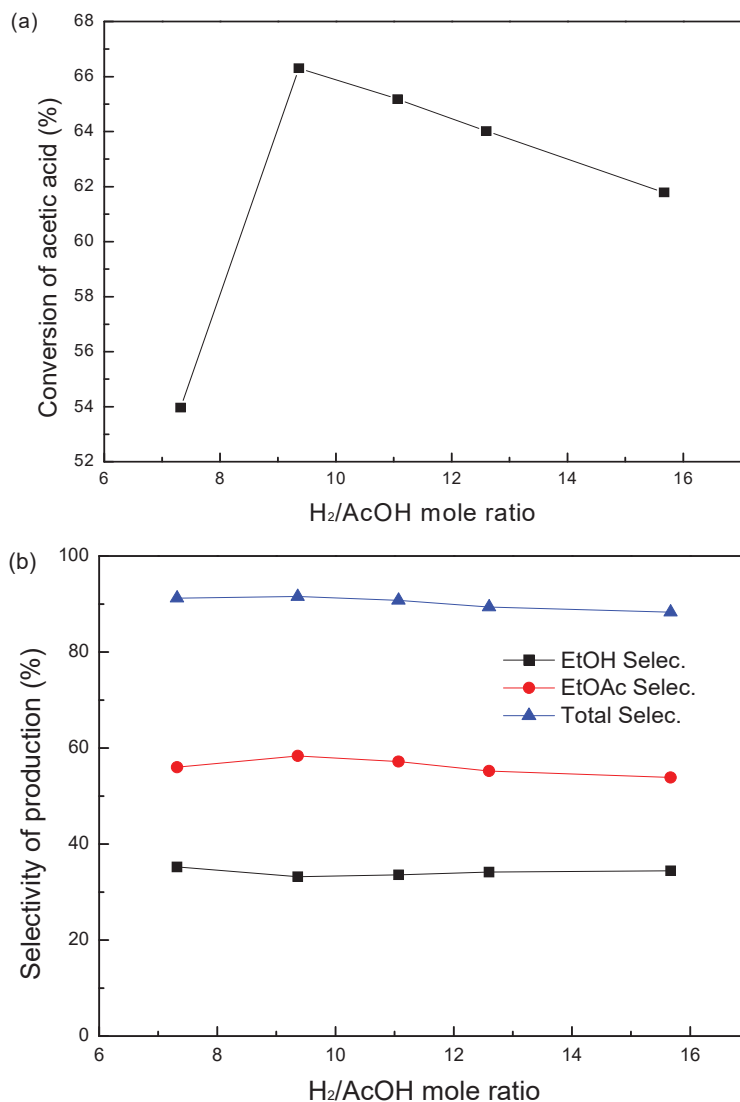 (a)
68
66
64
62
60
58
56
54
52
Conversion of acetic acid (%)
6 8 10 12 14 16
H₂/AcOH mole ratio
(b)
100
80
60
40
20
0
Selectivity of production (%)
EtOH Selec.
EtOAc Selec.
Total Selec.
6 8 10 12 14 16
H₂/AcOH mole ratio